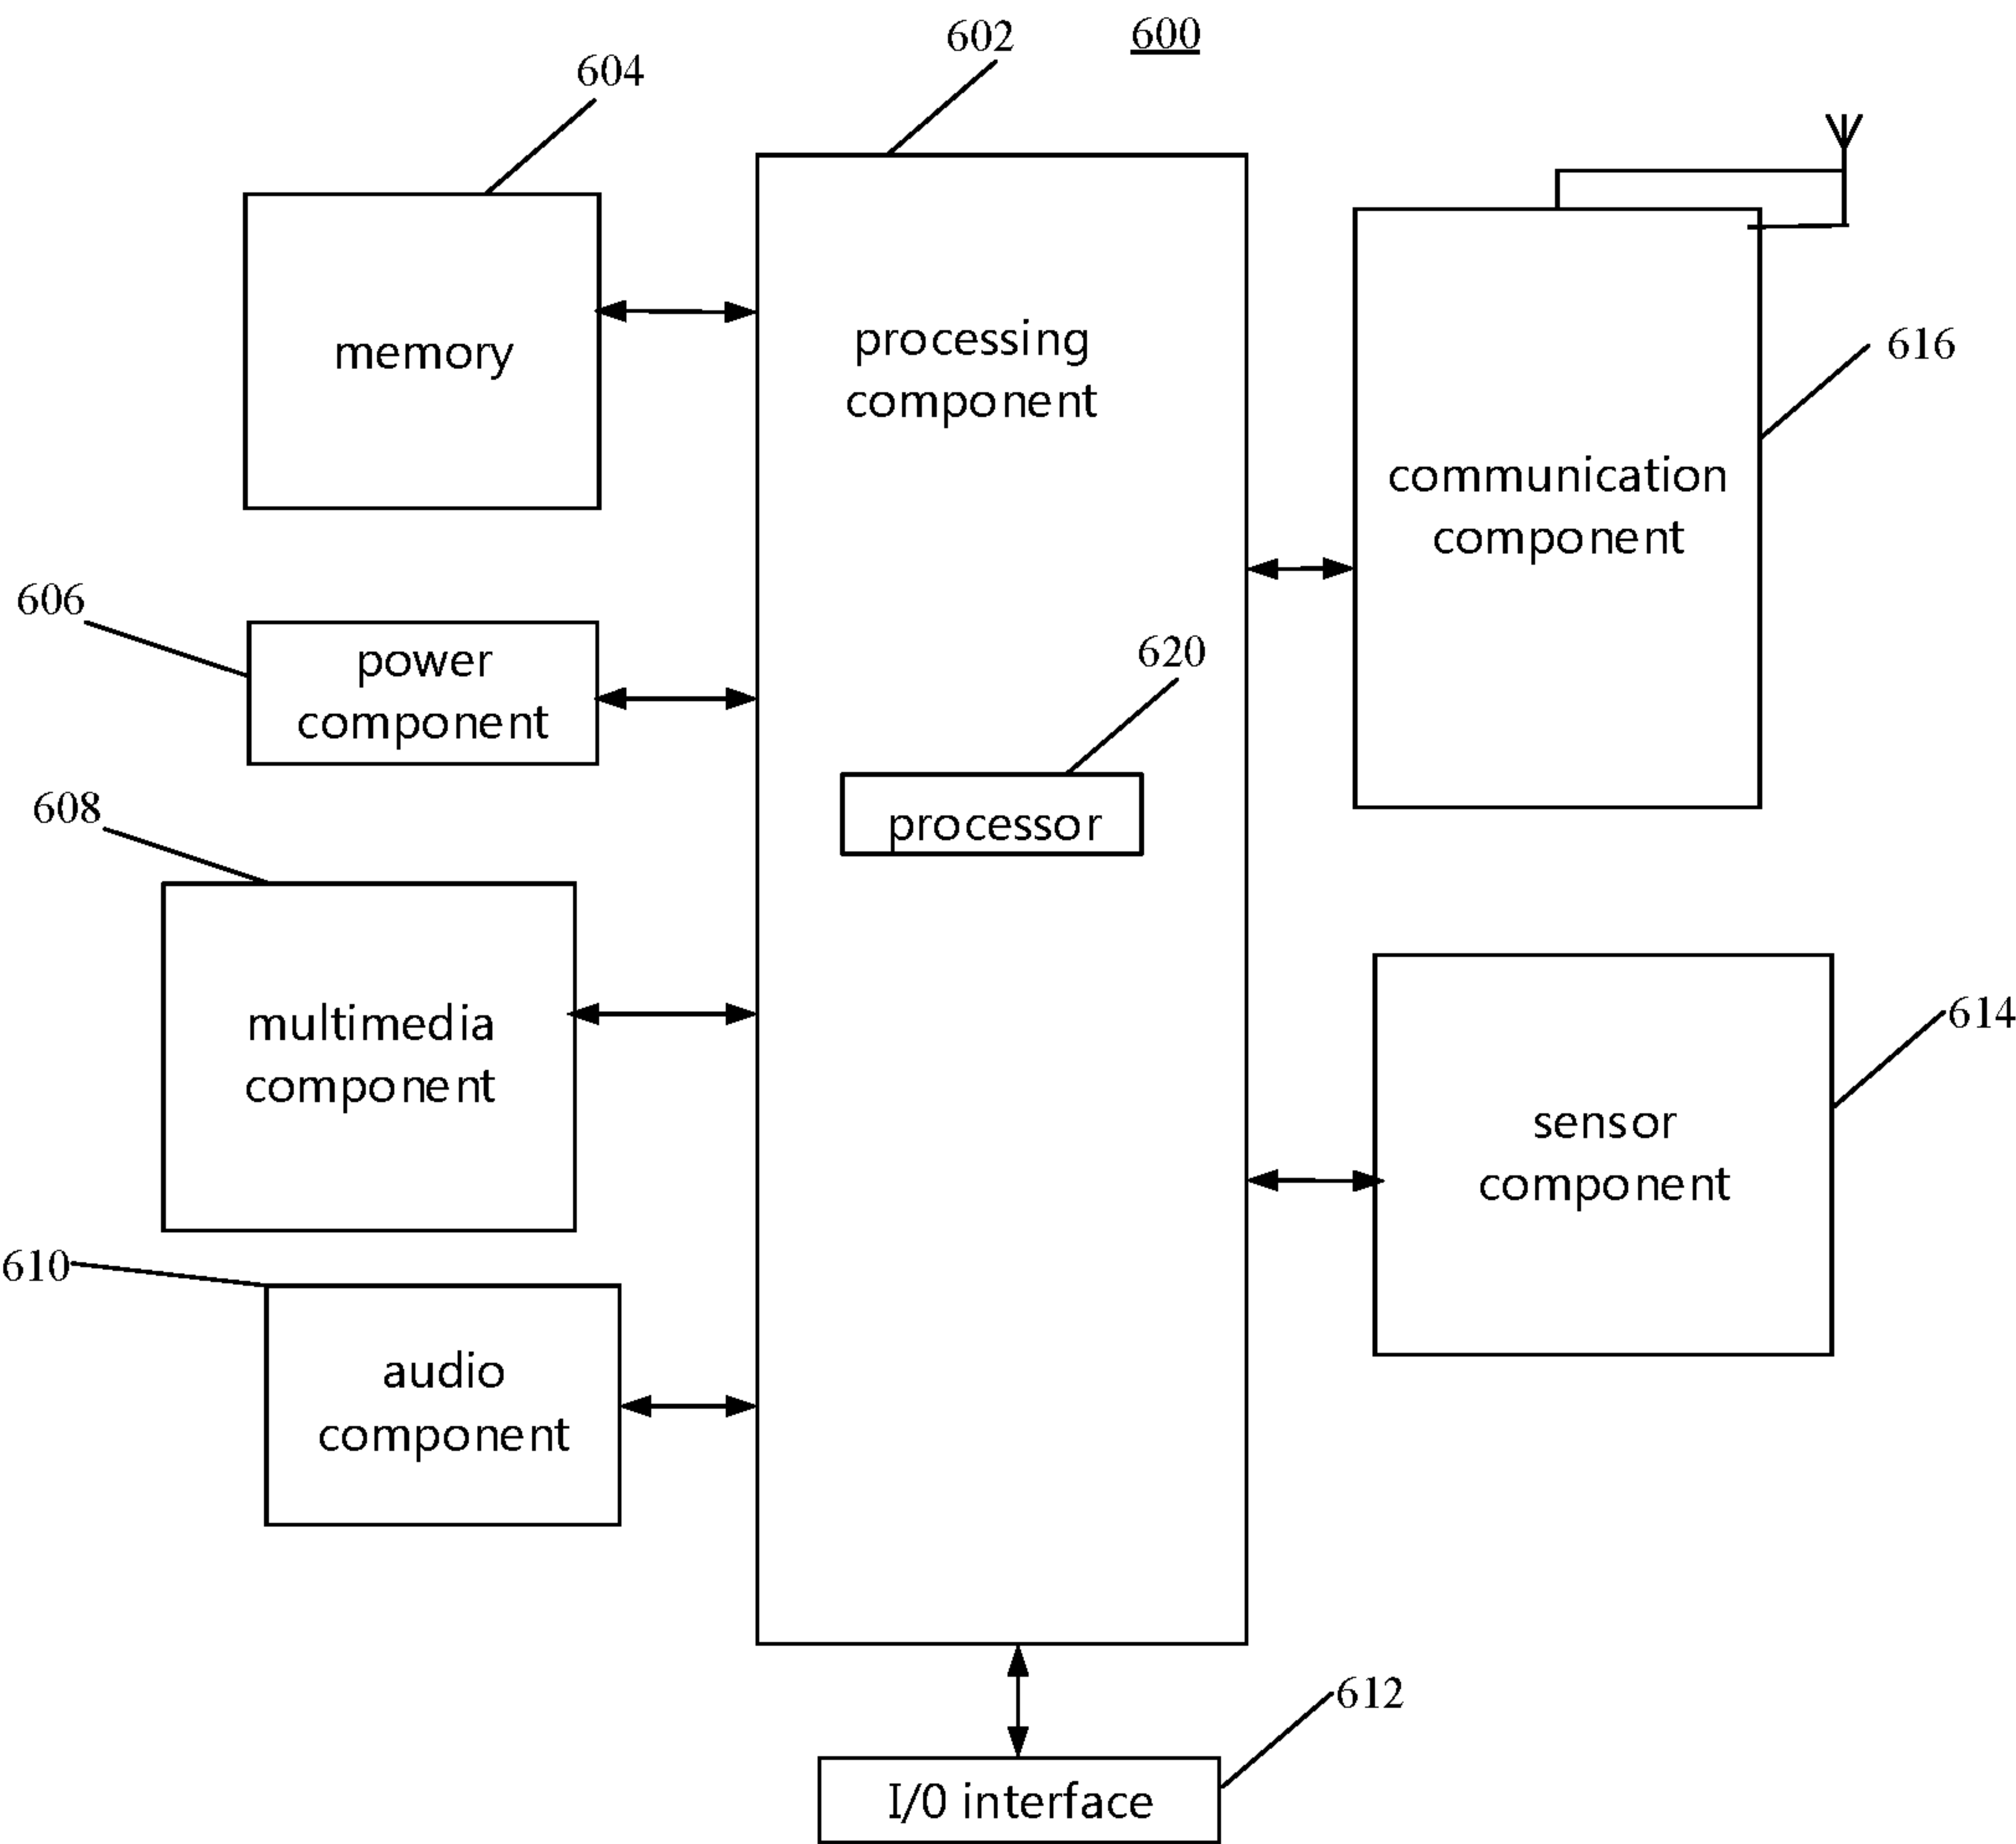 602
600
604
memory
processing
component
616
communication
component
606
power
component
620
processor
608
multimedia
component
614
sensor
component
610
audio
component
612
I/0 interface